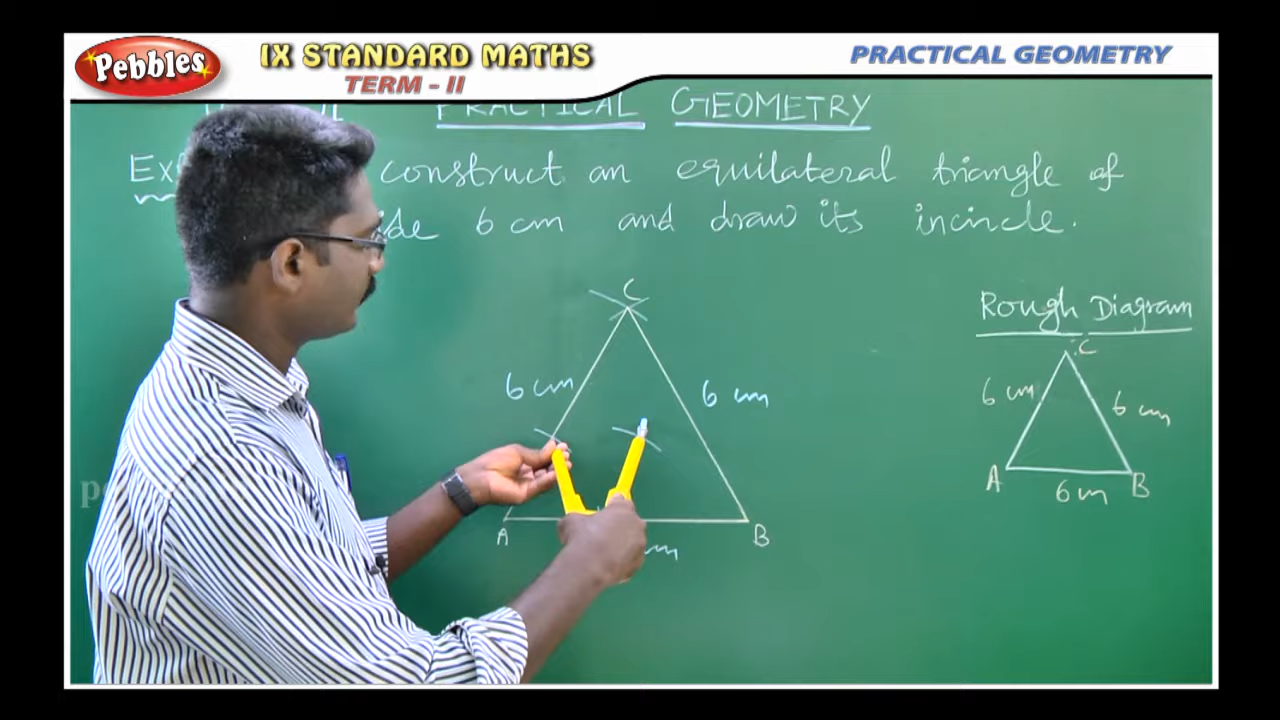 Pebbles
IX STANDARD MATHS
TERM - II
PRACTICAL GEOMETRY
PRACTICAL GEOMETRY
construct an equilateral triangle of
6 cm and draw its incircle.
C
6 cm
6 cm
A
B
Rough Diagram
C
6 cm
6 cm
A
B
6 cm